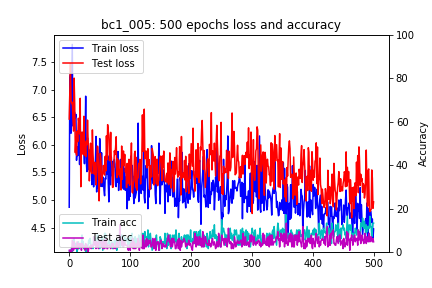 bc1_005: 500 epochs loss and accuracy
Train loss
Test loss
Train acc
Test acc
Loss
7.5
7.0
6.5
6.0
5.5
5.0
4.5
Accuracy
100
80
60
40
20
0
0 100 200 300 400 500